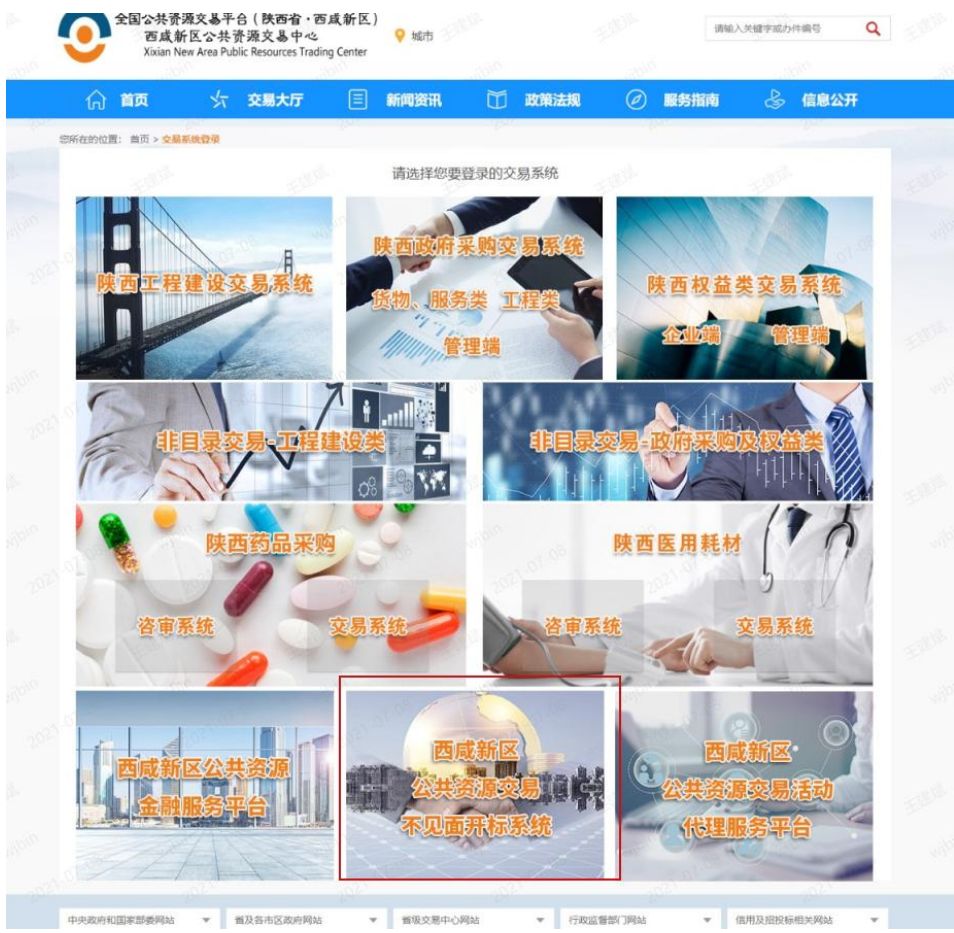 全国公共资源交易平台（陕西省·西咸新区）
西咸新区公共资源交易中心
Xixian New Area Public Resources Trading Center
城市
请输入关键字或办件编号
首页
交易大厅
新闻资讯
政策法规
服务指南
信息公开
您所在的位置： 首页 > 交易系统登录
请选择您要登录的交易系统
陕西工程建设交易系统
陕西政府采购交易系统
货物、服务类 工程类
管理端
陕西权益类交易系统
企业端 管理端
非目录交易-工程建设类
非目录交易-政府采购及权益类
陕西药品采购
咨审系统 交易系统
陕西医用耗材
咨审系统 交易系统
西咸新区公共资源
金融服务平台
西咸新区
公共资源交易
不见面开标系统
西咸新区
公共资源交易活动
代理服务平台
中央政府和国家部委网站
省及各市区政府网站
省级交易中心网站
行政监督部门网站
信用及招投标相关网站